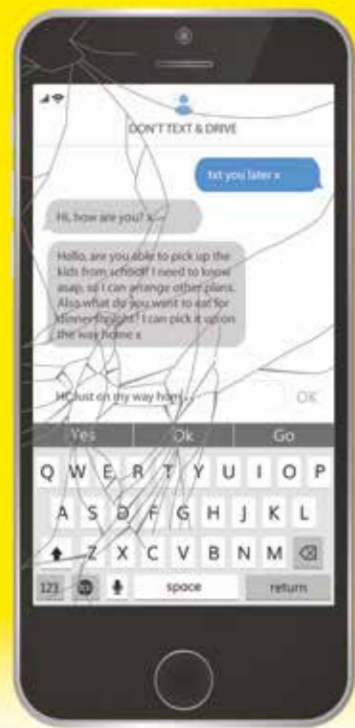 DON'T TEXT & DRIVE
txt you later x
Hi, how are you? x
Hello, are you able to pick up the
kids from school? I need to know
asap, so I can arrange other plans.
Also what do you want to eat for
dinner tonight? I can pick it up on
the way home x
Hi, Just on my way hom
OK
Yes Ok Go
Q W E R T Y U I O P
A S D F G H J K L
Z X C V B N M
123 space return